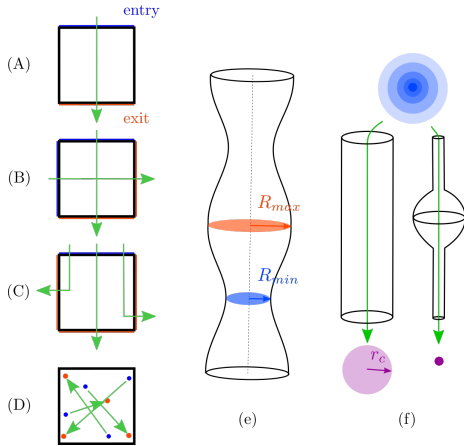 entry
(A)
exit
(B)
(C)
(D)
R_max
R_min
(e)
r_c
(f)